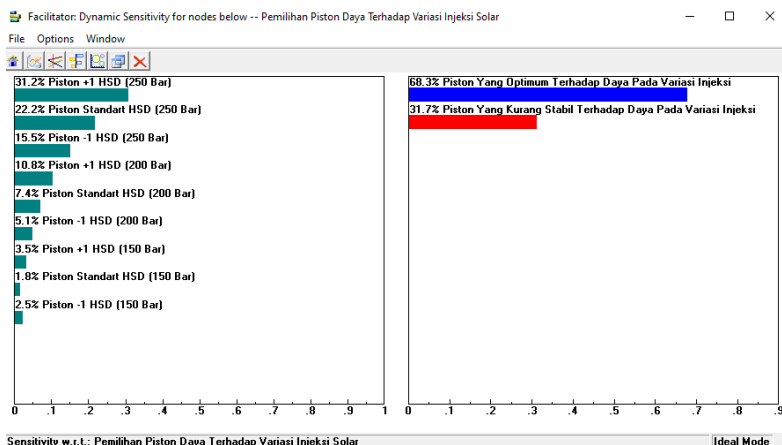 Facilitator: Dynamic Sensitivity for nodes below -- Pemilihan Piston Daya Terhadap Variasi Injeksi Solar
File Options Window
31.2% Piston +1 HSD (250 Bar)
22.2% Piston Standart HSD (250 Bar)
15.5% Piston -1 HSD (250 Bar)
10.8% Piston +1 HSD (200 Bar)
7.4% Piston Standart HSD (200 Bar)
5.1% Piston -1 HSD (200 Bar)
3.5% Piston +1 HSD (150 Bar)
1.8% Piston Standart HSD (150 Bar)
2.5% Piston -1 HSD (150 Bar)
0 .1 .2 .3 .4 .5 .6 .7 .8 .9 1
68.3% Piston Yang Optimum Terhadap Daya Pada Variasi Injeksi
31.7% Piston Yang Kurang Stabil Terhadap Daya Pada Variasi Injeksi
0 .1 .2 .3 .4 .5 .6 .7 .8 .9
Sensitivity w.r.t.: Pemilihan Piston Daya Terhadap Variasi Injeksi Solar
Ideal Mode